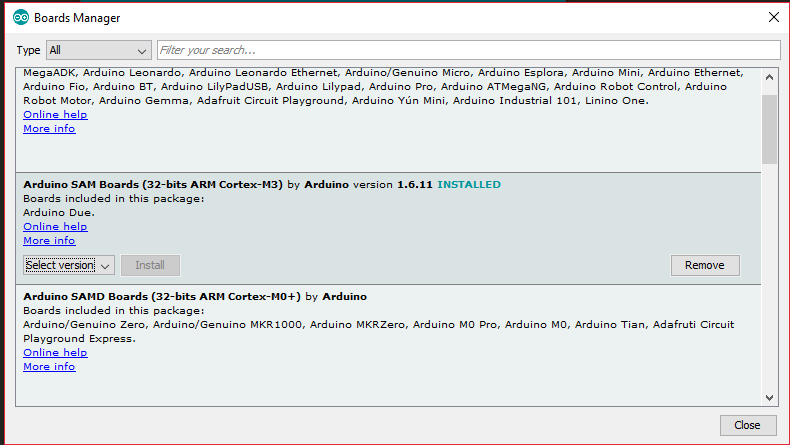 Boards Manager
Type All Filter your search...
MegaADK, Arduino Leonardo, Arduino Leonardo Ethernet, Arduino/Genuino Micro, Arduino Esplora, Arduino Mini, Arduino Ethernet,
Arduino Fio, Arduino BT, Arduino LilyPadUSB, Arduino Lilypad, Arduino Pro, Arduino ATMegaNG, Arduino Robot Control, Arduino
Robot Motor, Arduino Gemma, Adafruit Circuit Playground, Arduino Yún Mini, Arduino Industrial 101, Linino One.
Online help
More info
Arduino SAM Boards (32-bits ARM Cortex-M3) by Arduino version 1.6.11 INSTALLED
Boards included in this package:
Arduino Due.
Online help
More info
Select version Install Remove
Arduino SAMD Boards (32-bits ARM Cortex-M0+) by Arduino
Boards included in this package:
Arduino/Genuino Zero, Arduino/Genuino MKR1000, Arduino MKRZero, Arduino M0 Pro, Arduino M0, Arduino Tian, Adafruti Circuit
Playground Express.
Online help
More info
Close